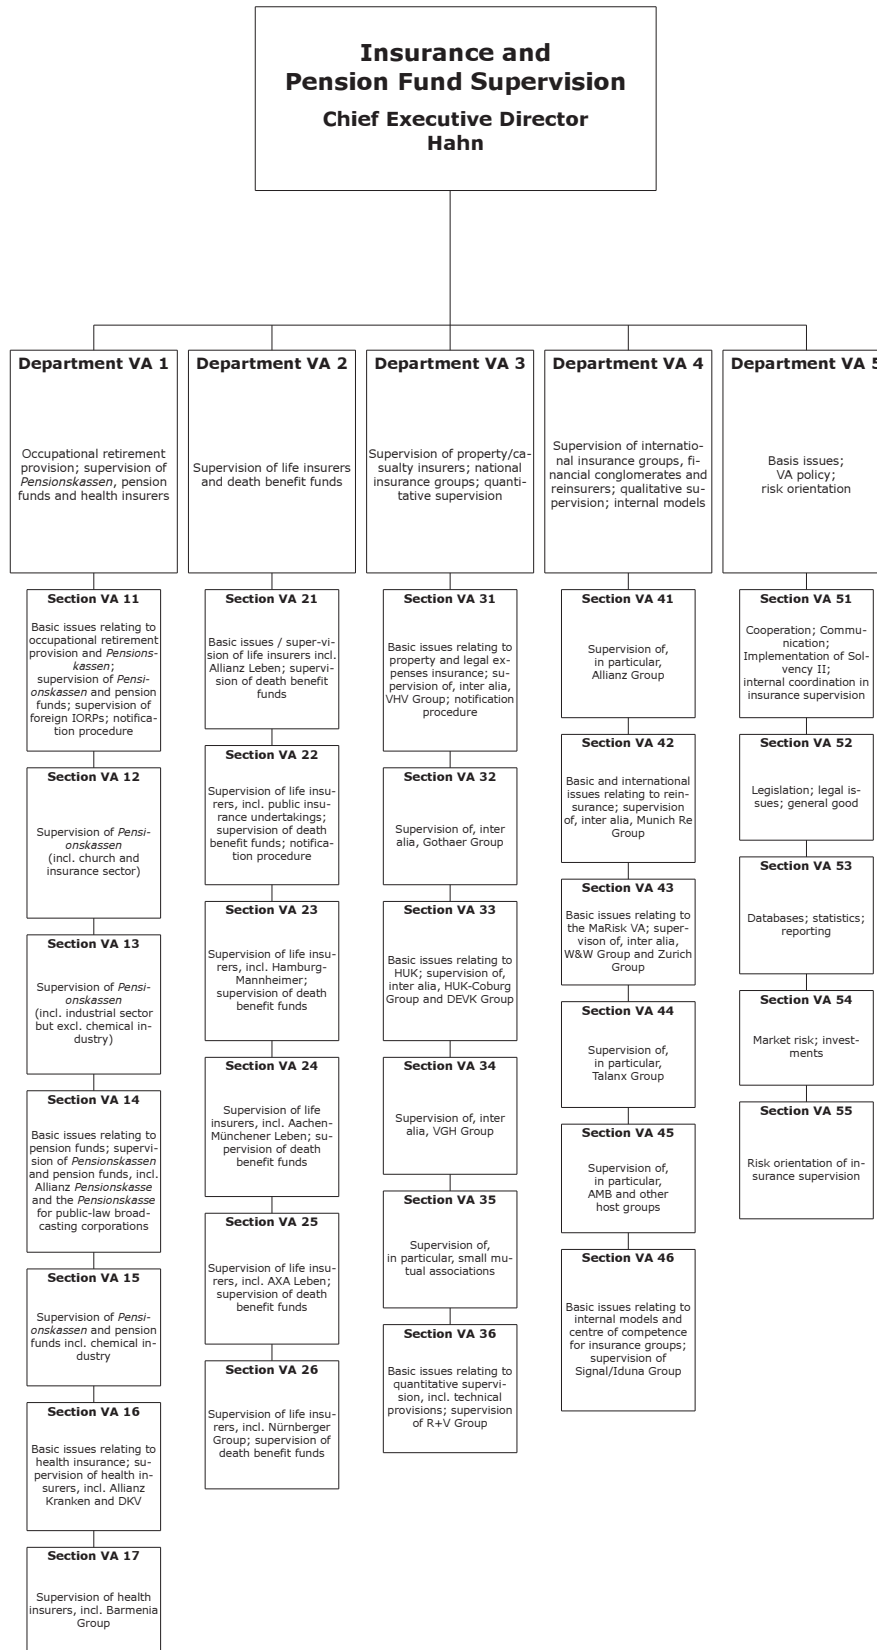 Insurance and
Pension Fund Supervision
Chief Executive Director
Hahn
Department VA 1
Occupational retirement
provision; supervision of
Pensionskassen, pension
funds and health insurers
Section VA 11
Basic issues relating to
occupational retirement
provision and Pensions-
kassen;
supervision of Pensi-
onskassen and pension
funds; supervision of
foreign IORPs; notifica-
tion procedure
Section VA 12
Supervision of Pensi-
onskassen
(incl. church and
insurance sector)
Section VA 13
Supervision of Pensi-
onskassen
(incl. industrial sector
but excl. chemical in-
dustry)
Section VA 14
Basic issues relating to
pension funds; supervi-
sion of Pensionskassen
and pension funds, incl.
Allianz Pensionskasse
and the Pensionskasse
for public-law broad-
casting corporations
Section VA 15
Supervision of Pensi-
onskassen and pension
funds incl. chemical in-
dustry
Section VA 16
Basic issues relating to
health insurance; su-
pervision of health in-
surers, incl. Allianz
Kranken and DKV
Section VA 17
Supervision of health
insurers, incl. Barmenia
Group
Department VA 2
Supervision of life insurers
and death benefit funds
Section VA 21
Basic issues / super-vi-
sion of life insurers incl.
Allianz Leben; supervi-
sion of death benefit
funds
Section VA 22
Supervision of life insu-
rers, incl. public insu-
rance undertakings;
supervision of death
benefit funds; notifica-
tion procedure
Section VA 23
Supervision of life insu-
rers, incl. Hamburg-
Mannheimer;
supervision of death
benefit funds
Section VA 24
Supervision of life
insurers, incl. Aachen-
Münchener Leben; su-
pervision of death
benefit funds
Section VA 25
Supervision of life insu-
rers, incl. AXA Leben;
supervision of death
benefit funds
Section VA 26
Supervision of life insu-
rers, incl. Nürnberger
Group; supervision of
death benefit funds
Department VA 3
Supervision of property/ca-
sualty insurers; national
insurance groups; quanti-
tative supervision
Section VA 31
Basic issues relating to
property and legal ex-
penses insurance; su-
pervision of, inter alia,
VHV Group; notification
procedure
Section VA 32
Supervision of, inter
alia, Gothaer Group
Section VA 33
Basic issues relating to
HUK; supervision of,
inter alia, HUK-Coburg
Group and DEVK Group
Section VA 34
Supervision of, inter
alia, VGH Group
Section VA 35
Supervision of,
in particular, small mu-
tual associations
Section VA 36
Basic issues relating to
quantitative supervi-
sion, incl. technical
provisions; supervision
of R+V Group
Department VA 4
Supervision of internatio-
nal insurance groups, fi-
nancial conglomerates and
reinsurers; qualitative su-
pervision; internal models
Section VA 41
Supervision of,
in particular,
Allianz Group
Section VA 42
Basic and international
issues relating to rein-
surance; supervision
of, inter alia, Munich Re
Group
Section VA 43
Basic issues relating to
the MaRisk VA; super-
vison of, inter alia,
W&W Group and Zurich
Group
Section VA 44
Supervision of,
in particular,
Talanx Group
Section VA 45
Supervision of,
in particular,
AMB and other
host groups
Section VA 46
Basic issues relating to
internal models and
centre of competence
for insurance groups;
supervision of
Signal/Iduna Group
Department VA 5
Basis issues;
VA policy;
risk orientation
Section VA 51
Cooperation; Commu-
nication;
Implementation of Sol-
vency II;
internal coordination in
insurance supervision
Section VA 52
Legislation; legal is-
sues; general good
Section VA 53
Databases; statistics;
reporting
Section VA 54
Market risk; invest-
ments
Section VA 55
Risk orientation of in-
surance supervision